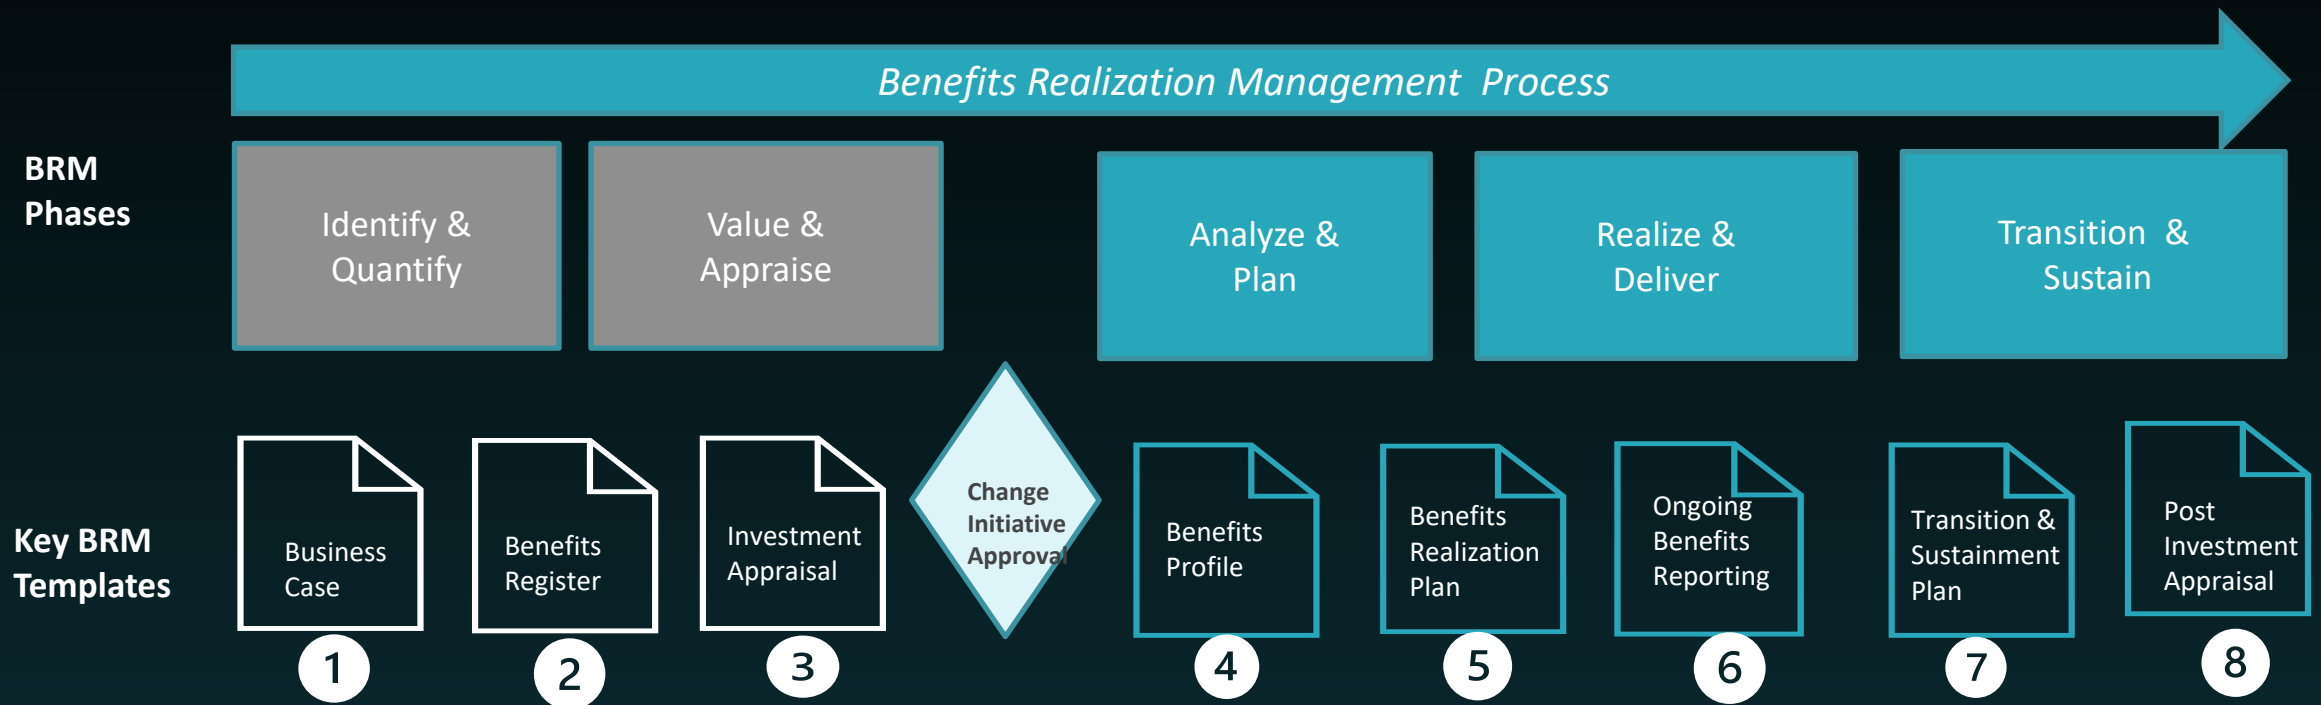 Benefits Realization Management  Process
BRM
Phases
Identify &
Quantify
Value &
Appraise
Analyze &
Plan
Realize &
Deliver
Transition  &
Sustain
Key BRM
Templates
Business
Case
1
Benefits
Register
2
Investment
Appraisal
3
Change
Initiative
Approval
Benefits
Profile
4
Benefits
Realization
Plan
5
Ongoing
Benefits
Reporting
6
Transition &
Sustainment
Plan
7
Post
Investment
Appraisal
8